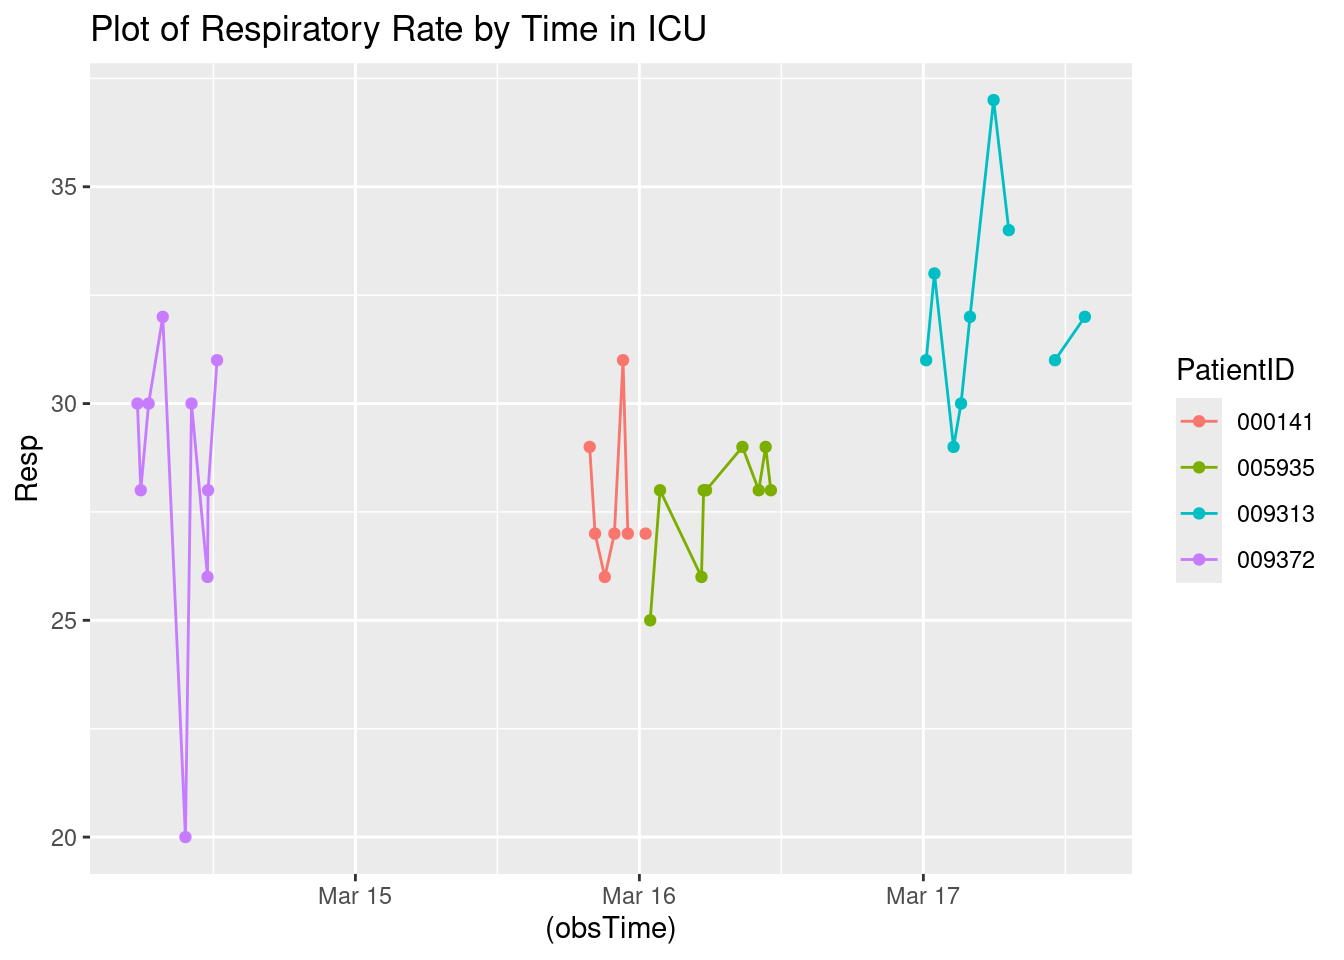 Plot of Respiratory Rate by Time in ICU
35
30
25
20
Resp
Mar 15
Mar 16
Mar 17
(obsTime)
PatientID
000141
005935
009313
009372